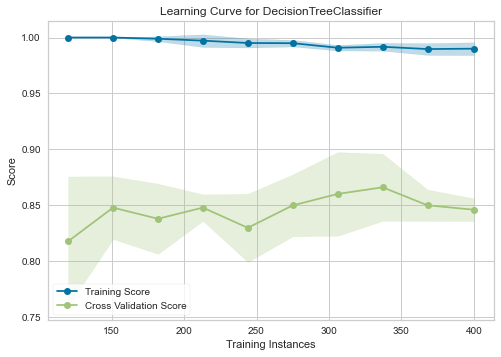 Learning Curve for DecisionTreeClassifier
1.00
0.95
0.90
0.85
0.80
0.75
Score
Training Score
Cross Validation Score
150 200 250 300 350 400
Training Instances